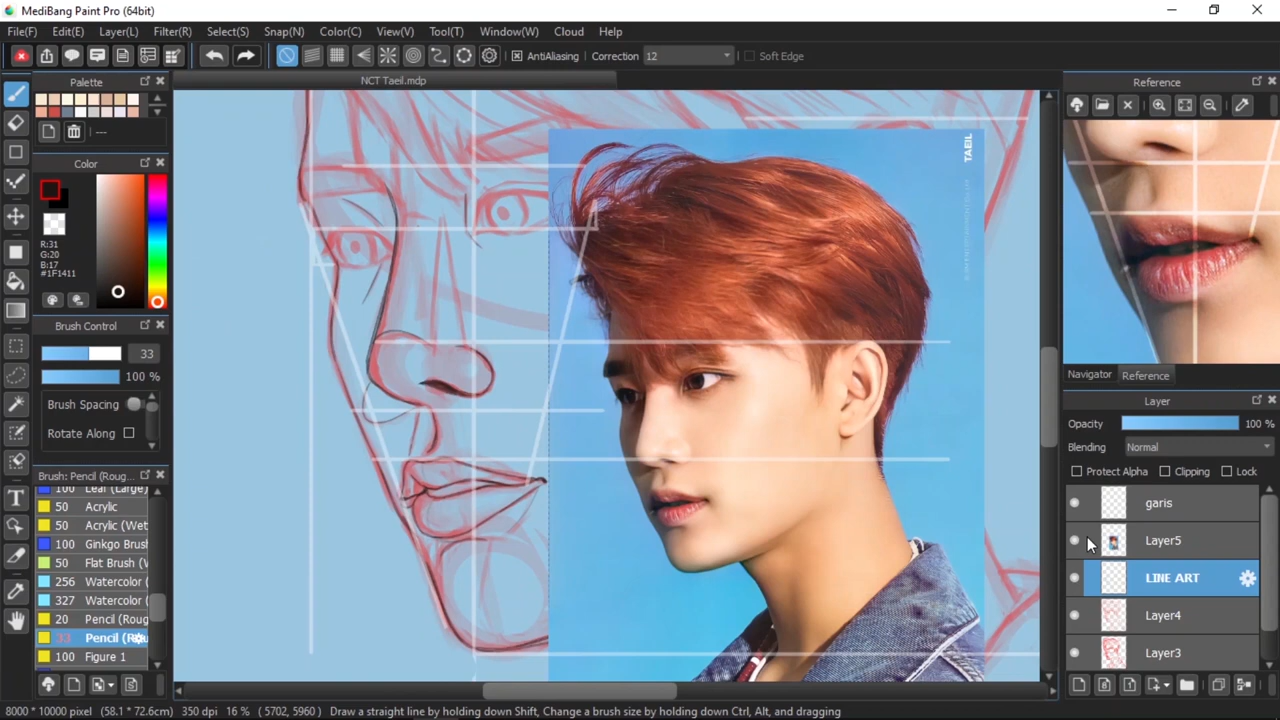 MediBang Paint Pro (64bit)
File(F) Edit(E) Layer(L) Filter(R) Select(S) Snap(N) Color(C) View(V) Tool(T) Window(W) Cloud Help
AntiAliasing Correction 12 Soft Edge
Palette
NCT Taeil.mdp
Reference
---
Color
R:31
G:20
B:17
#1F1411
Brush Control
33
100 %
Brush Spacing
Rotate Along
Brush: Pencil (Roug...
100 Leaf (Large)
50 Acrylic
50 Acrylic (Wet
100 Ginkgo Brus
50 Flat Brush (
256 Watercolor (
327 Watercolor (
20 Pencil (Roug
33 Pencil (Rou
100 Figure 1
TAEIL
Navigator Reference
Layer
Opacity 100 %
Blending Normal
Protect Alpha Clipping Lock
garis
Layer5
LINE ART
Layer4
Layer3
8000 * 10000 pixel (58.1 * 72.6cm) 350 dpi 16 % ( 5702, 5960 ) Draw a straight line by holding down Shift, Change a brush size by holding down Ctrl, Alt, and dragging